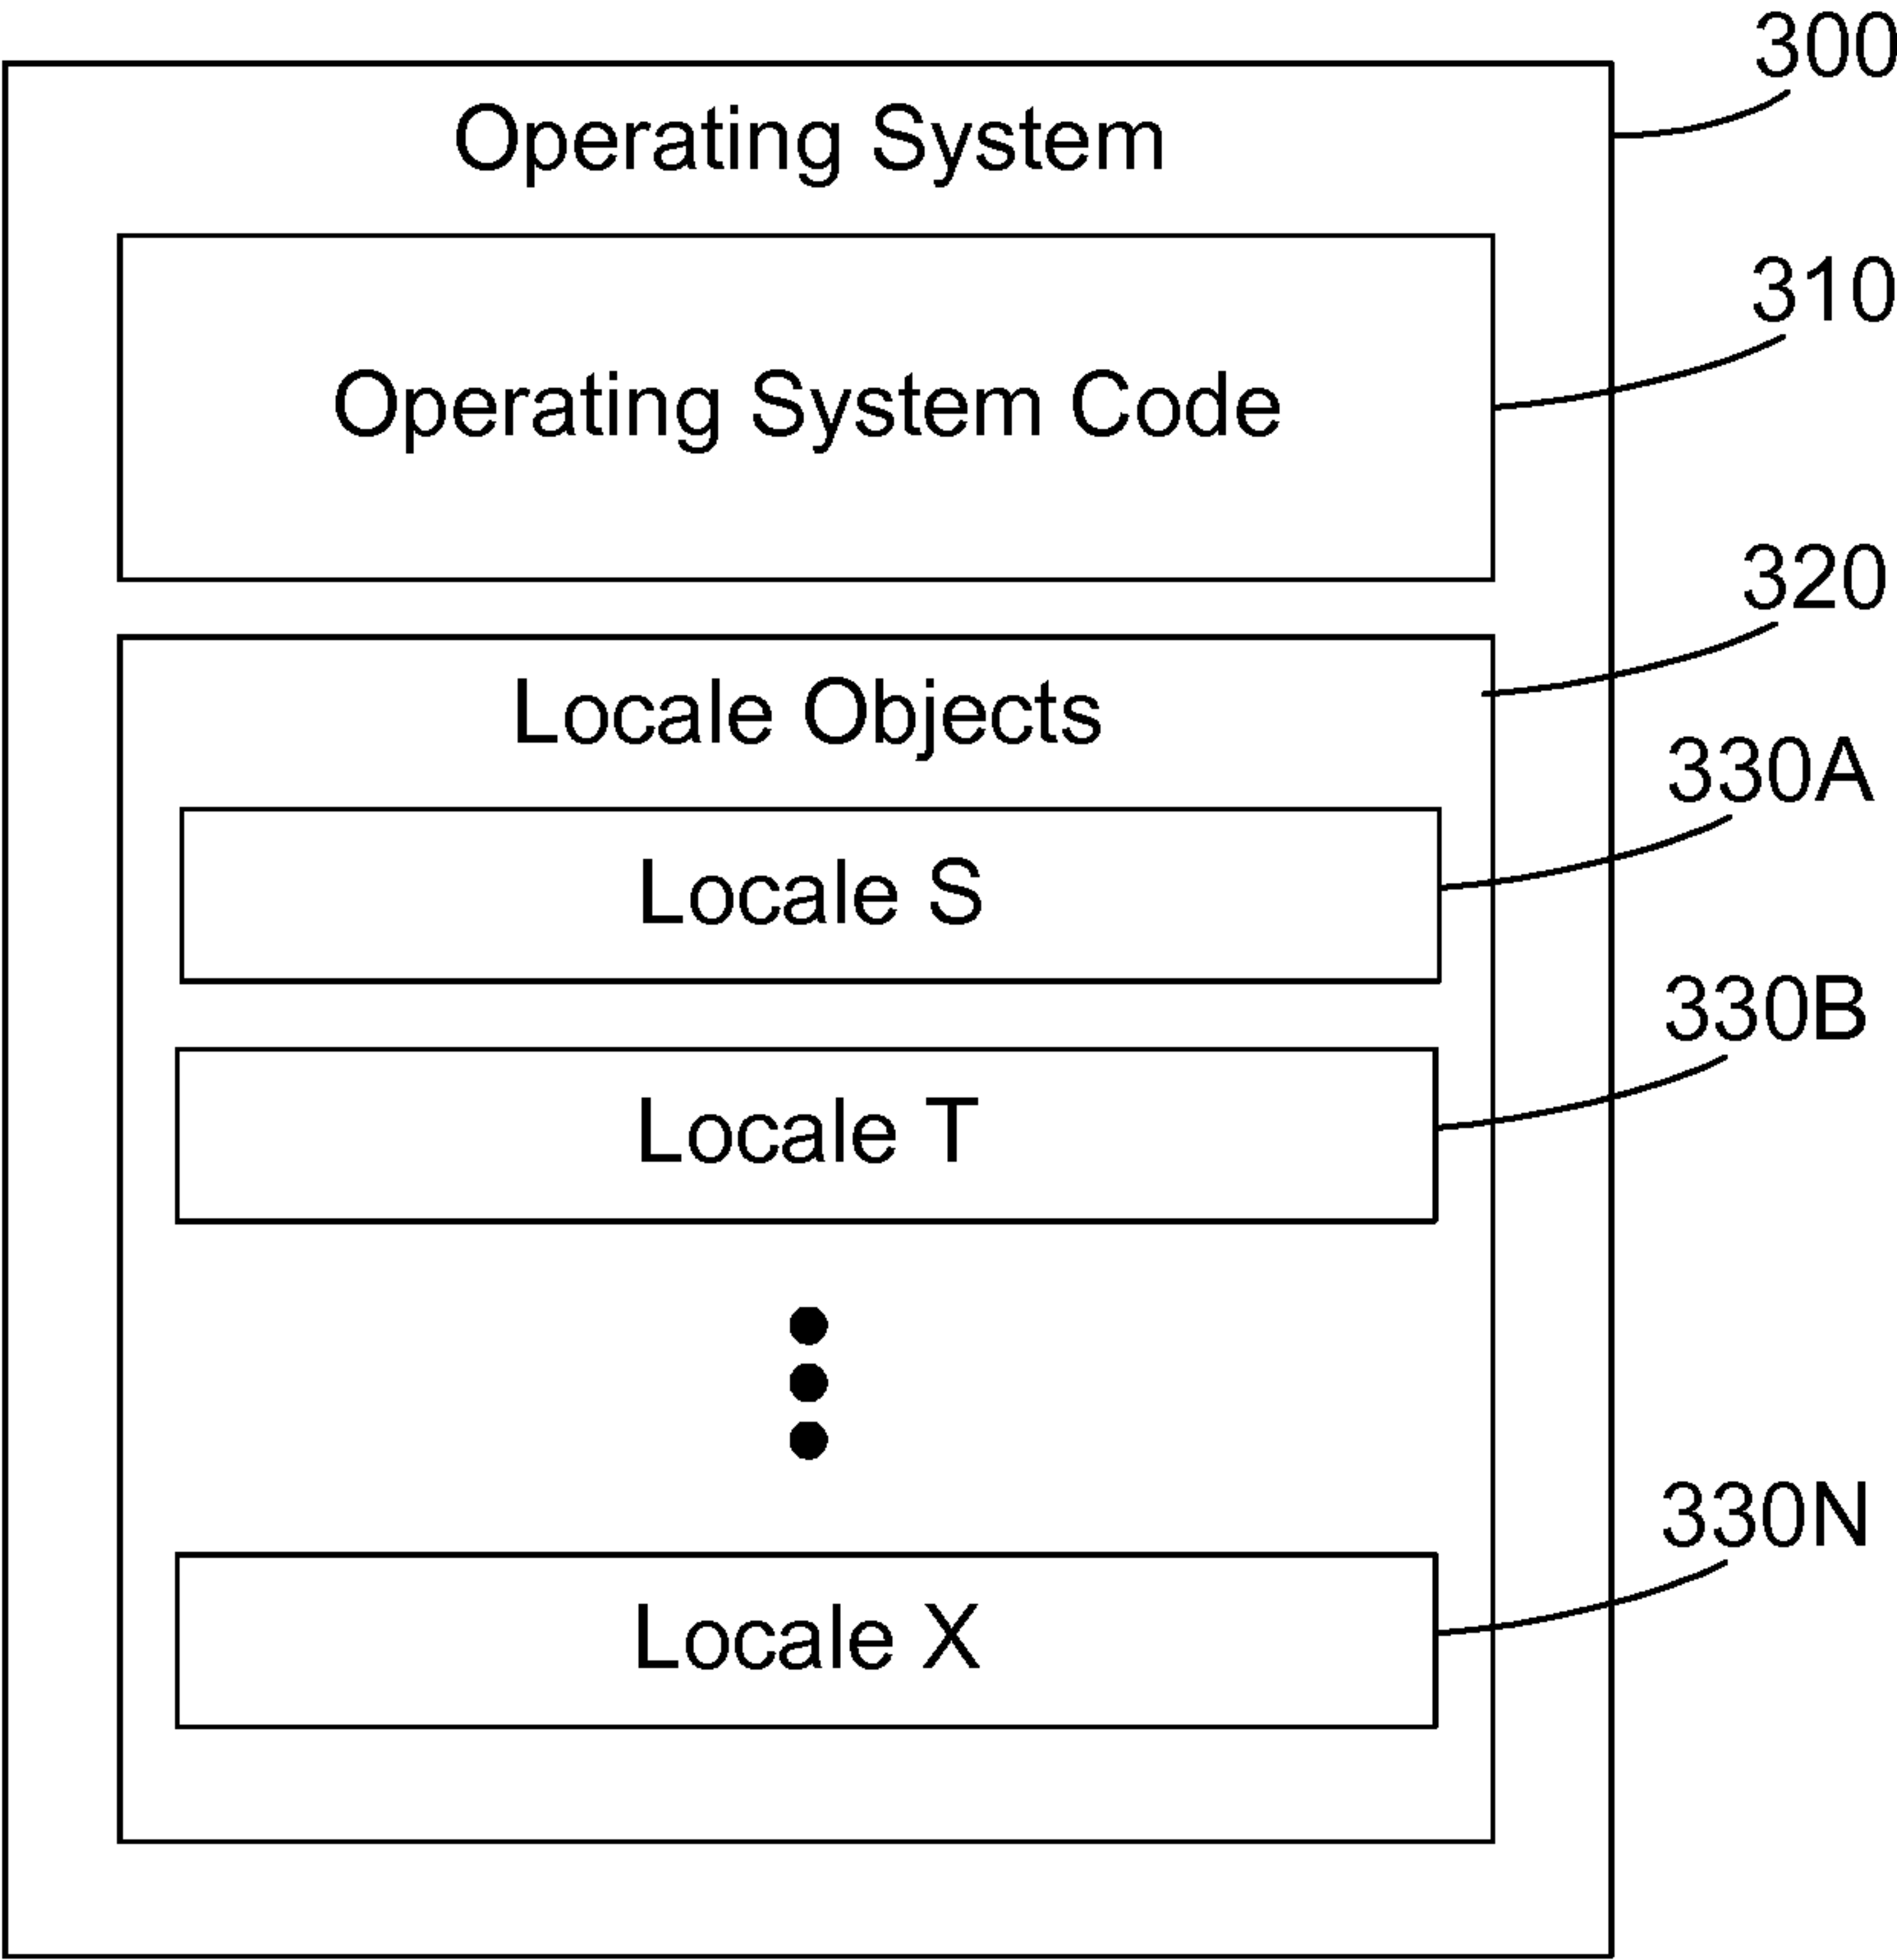 300
Operating System
310
Operating System Code
320
Locale Objects
330A
Locale S
330B
Locale T
330N
Locale X